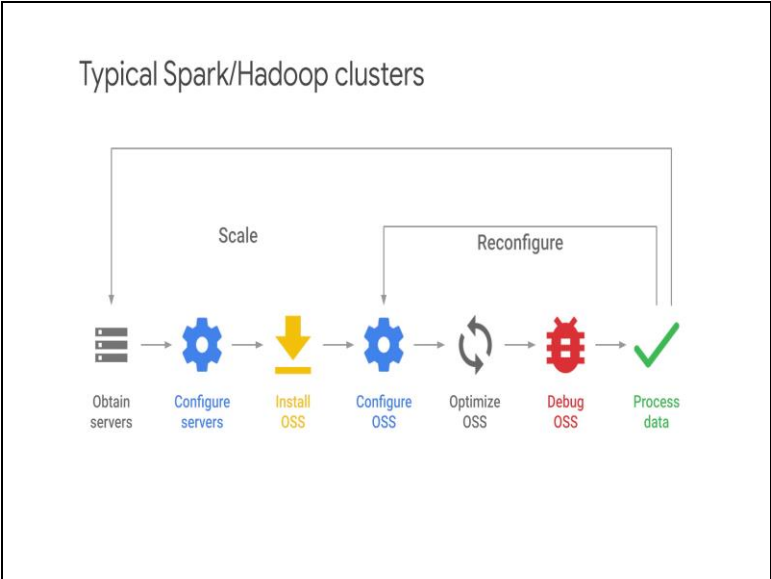 Typical Spark/Hadoop clusters
Scale
Reconfigure
Obtain
servers
Configure
servers
Install
OSS
Configure
OSS
Optimize
OSS
Debug
OSS
Process
data